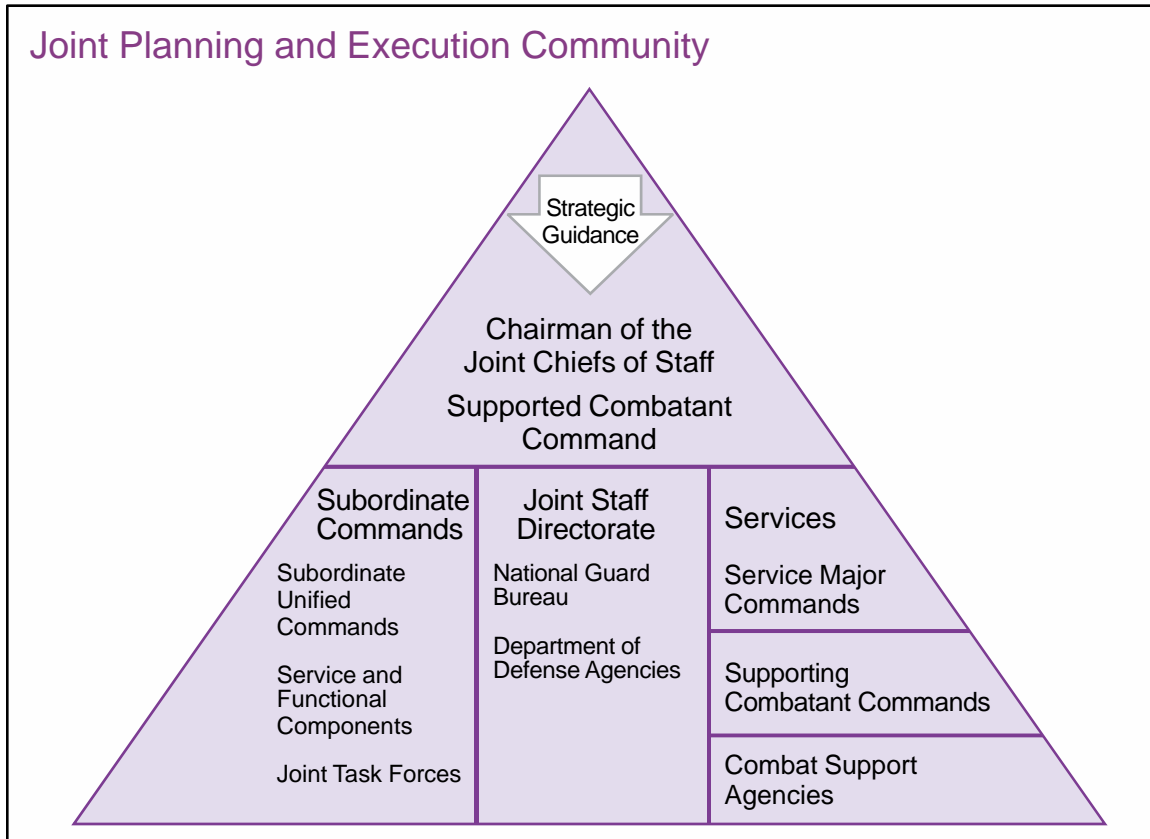 Joint Planning and Execution Community
Strategic
Guidance
Chairman of the
Joint Chiefs of Staff
Supported Combatant
Command
Subordinate
Commands
Subordinate
Unified
Commands
Service and
Functional
Components
Joint Task Forces
Joint Staff
Directorate
National Guard
Bureau
Department of
Defense Agencies
Services
Service Major
Commands
Supporting
Combatant Commands
Combat Support
Agencies